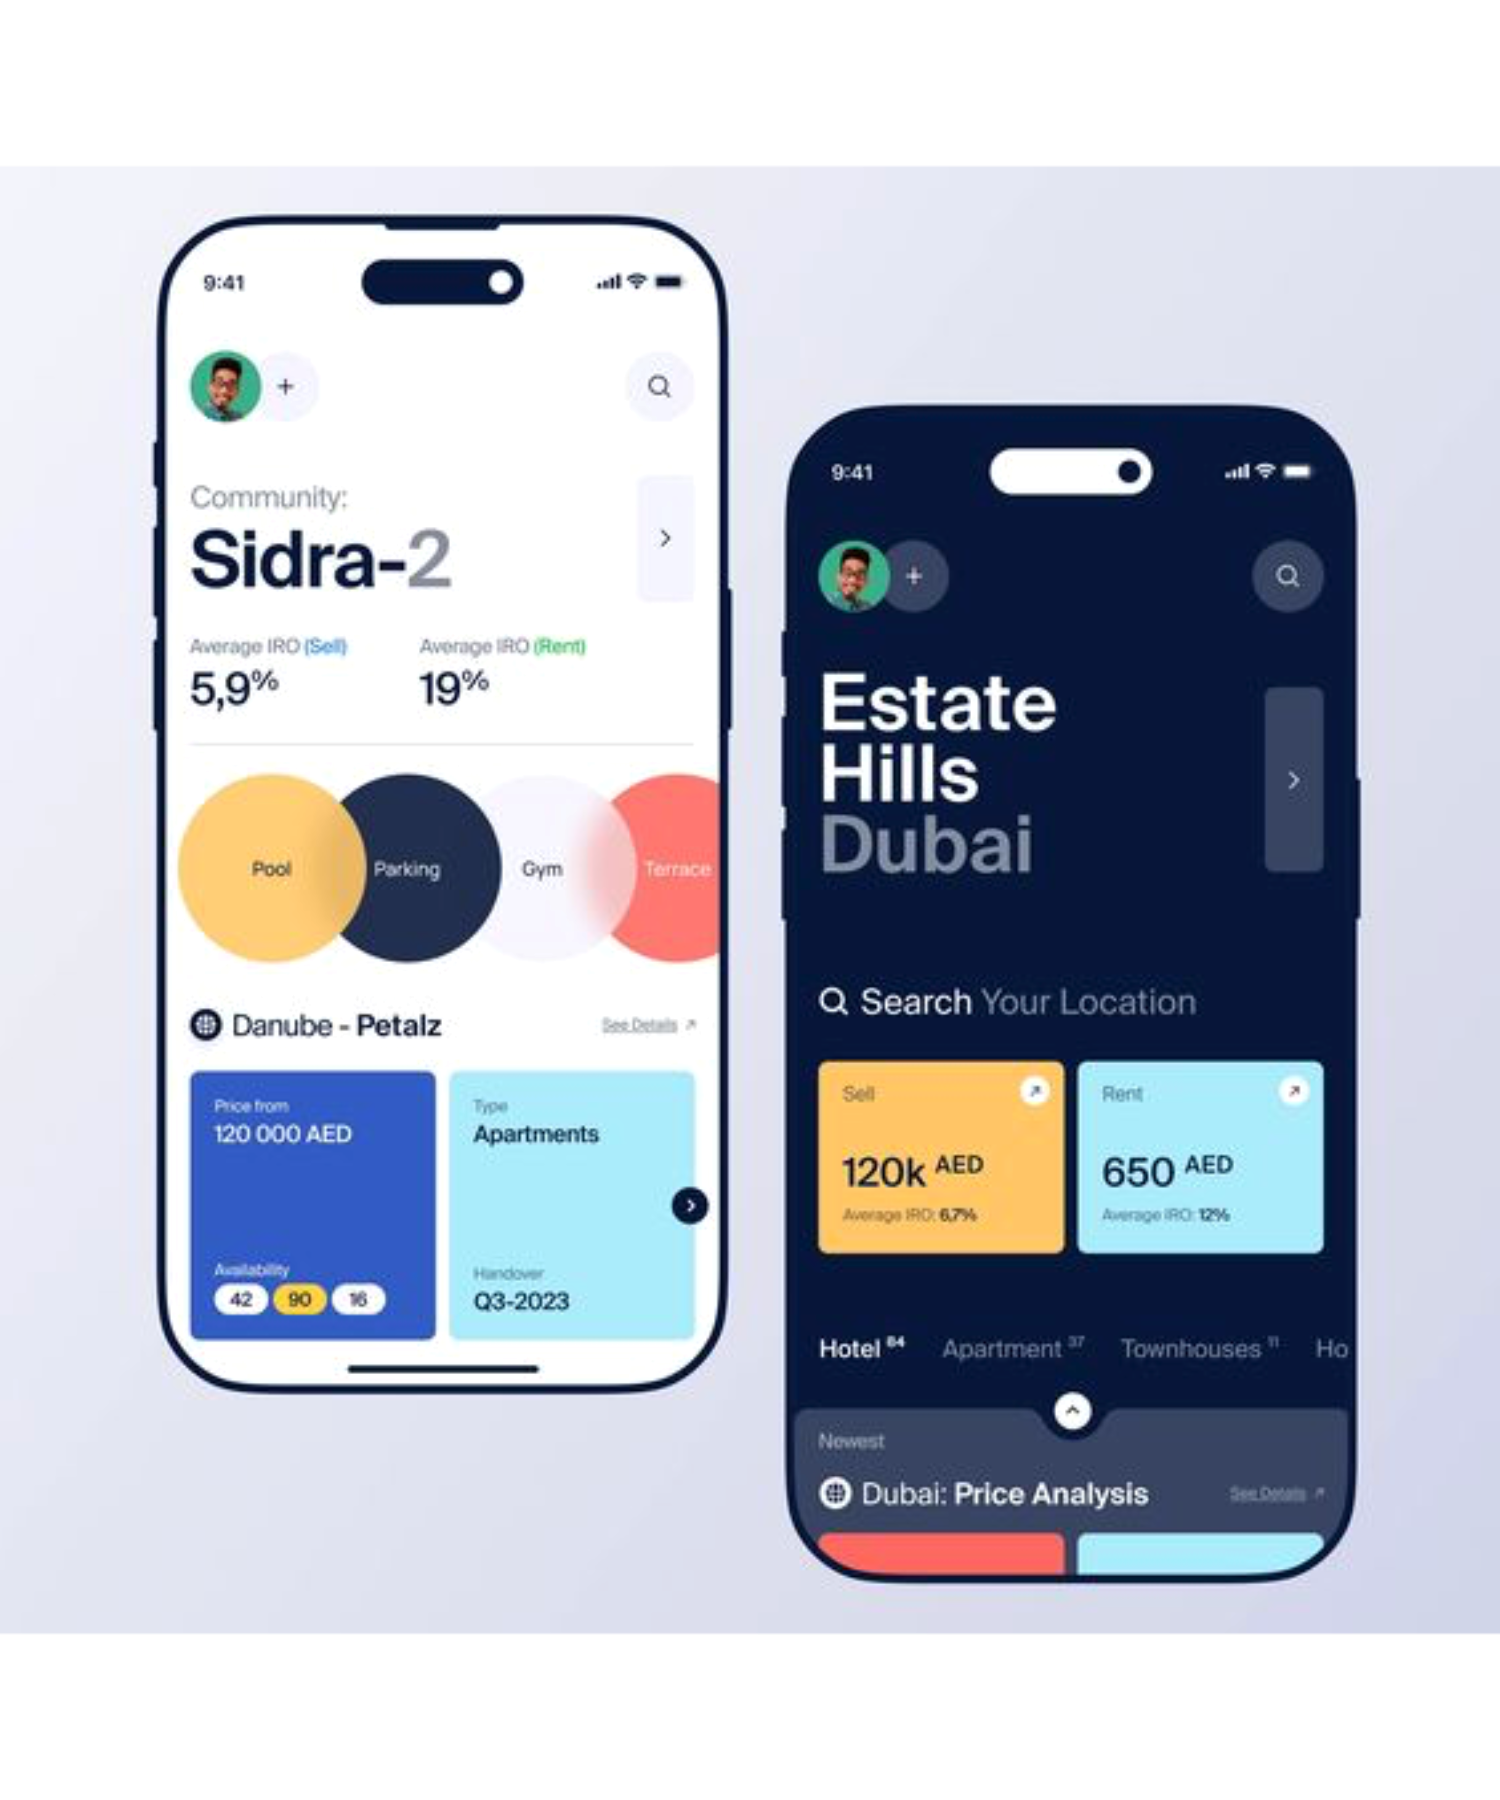 9:41
+
Community:
Sidra-2
Average IRO (Sell) Average IRO (Rent)
5,9% 19%
Pool Parking Gym Terrace
Danube - Petalz See Details
Price from
120 000 AED
Availability
42 90 16
Type
Apartments
Handover
Q3-2023
9:41
+
Estate
Hills
Dubai
Search Your Location
Sell
120k AED
Average IRO: 6,7%
Rent
650 AED
Average IRO: 12%
Hotel 84 Apartment 37 Townhouses 11 Ho
Newest
Dubai: Price Analysis See Details